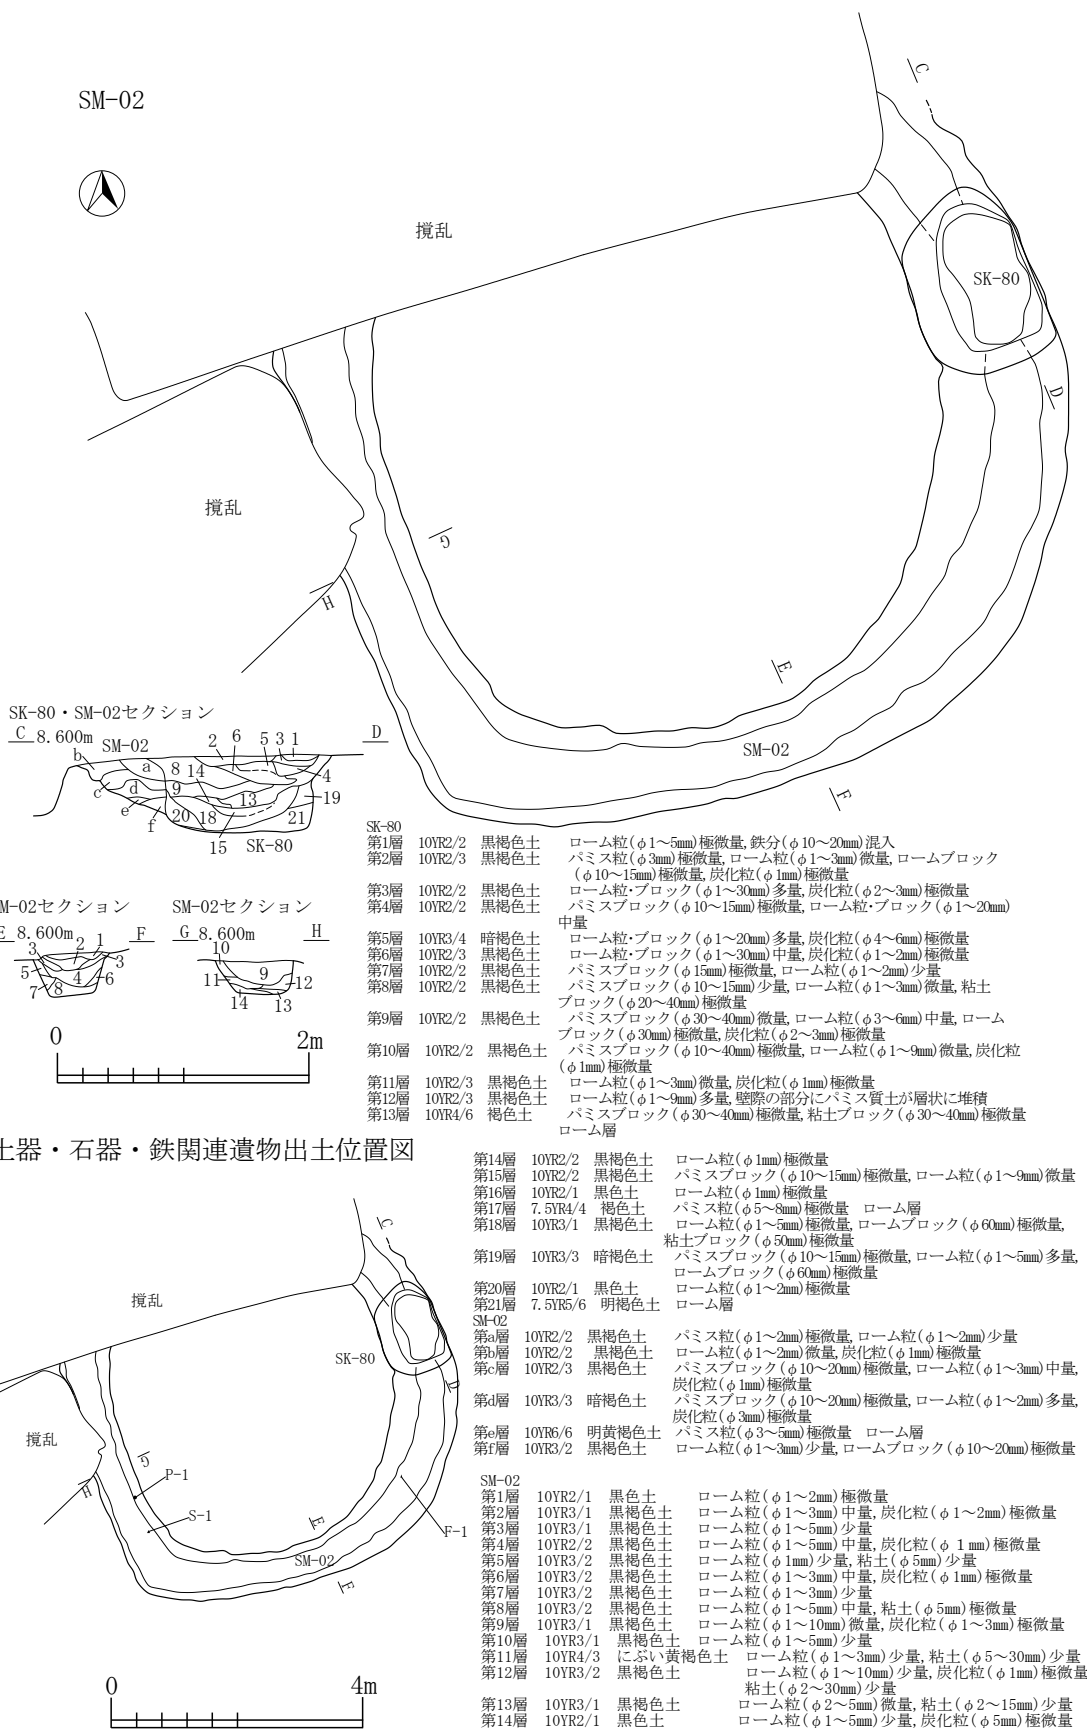 SM-02
撹乱
C
SK-80
D
撹乱
G
H
E
SM-02
F
SK-80・SM-02セクション
C 8.600m
SM-02
D
b
a
8
14
2
6
5
3
1
4
c
d
9
13
19
e
f
20
18
21
15
SK-80
M-02セクション
E 8.600m
F
3
2
1
3
5
4
6
7
8
SM-02セクション
G 8.600m
H
10
9
11
12
14
13
0
2m
SK-80
第1層 10YR2/2 黒褐色土 ローム粒(φ1～5mm)極微量,鉄分(φ10～20mm)混入
第2層 10YR2/3 黒褐色土 パミス粒(φ3mm)極微量,ローム粒(φ1～3mm)微量,ロームブロック
(φ10～15mm)極微量,炭化粒(φ1mm)極微量
第3層 10YR2/2 黒褐色土 ローム粒・ブロック(φ1～30mm)多量,炭化粒(φ2～3mm)極微量
第4層 10YR2/2 黒褐色土 パミスブロック(φ10～15mm)極微量,ローム粒・ブロック(φ1～20mm)
中量
第5層 10YR3/4 暗褐色土 ローム粒・ブロック(φ1～20mm)多量,炭化粒(φ4～6mm)極微量
第6層 10YR2/3 黒褐色土 ローム粒・ブロック(φ1～30mm)中量,炭化粒(φ1～2mm)極微量
第7層 10YR2/2 黒褐色土 パミスブロック(φ15mm)極微量,ローム粒(φ1～2mm)少量
第8層 10YR2/2 黒褐色土 パミスブロック(φ10～15mm)少量,ローム粒(φ1～3mm)微量,粘土
ブロック(φ20～40mm)極微量
第9層 10YR2/2 黒褐色土 パミスブロック(φ30～40mm)微量,ローム粒(φ3～6mm)中量,ローム
ブロック(φ30mm)極微量,炭化粒(φ2～3mm)極微量
第10層 10YR2/2 黒褐色土 パミスブロック(φ10～40mm)極微量,ローム粒(φ1～9mm)微量,炭化粒
(φ1mm)極微量
第11層 10YR2/3 黒褐色土 ローム粒(φ1～3mm)微量,炭化粒(φ1mm)極微量
第12層 10YR2/3 黒褐色土 ローム粒(φ1～9mm)多量,壁際の部分にパミス質土が層状に堆積
第13層 10YR4/6 褐色土 パミスブロック(φ30～40mm)極微量,粘土ブロック(φ30～40mm)極微量
ローム層
土器・石器・鉄関連遺物出土位置図
第14層 10YR2/2 黒褐色土 ローム粒(φ1mm)極微量
第15層 10YR2/2 黒褐色土 パミスブロック(φ10～15mm)極微量,ローム粒(φ1～9mm)微量
第16層 10YR2/1 黒色土 ローム粒(φ1mm)極微量
第17層 7.5YR4/4 褐色土 パミス粒(φ5～8mm)極微量 ローム層
第18層 10YR3/1 黒褐色土 ローム粒(φ1～5mm)極微量,ロームブロック(φ60mm)極微量,
粘土ブロック(φ50mm)極微量
第19層 10YR3/3 暗褐色土 パミスブロック(φ10～15mm)極微量,ローム粒(φ1～5mm)多量,
ロームブロック(φ60mm)極微量
第20層 10YR2/1 黒色土 ローム粒(φ1～2mm)極微量
第21層 7.5YR5/6 明褐色土 ローム層
SM-02
第a層 10YR2/2 黒褐色土 パミス粒(φ1～2mm)極微量,ローム粒(φ1～2mm)少量
第b層 10YR2/2 黒褐色土 ローム粒(φ1～2mm)微量,炭化粒(φ1mm)極微量
第c層 10YR2/3 黒褐色土 パミスブロック(φ10～20mm)極微量,ローム粒(φ1～3mm)中量,
炭化粒(φ1mm)極微量
第d層 10YR3/3 暗褐色土 パミスブロック(φ10～20mm)極微量,ローム粒(φ1～2mm)多量,
炭化粒(φ3mm)極微量
第e層 10YR6/6 明黄褐色土 パミス粒(φ3～5mm)極微量 ローム層
第f層 10YR3/2 黒褐色土 ローム粒(φ1～3mm)少量,ロームブロック(φ10～20mm)極微量
撹乱
C
SK-80
D
撹乱
G
P-1
H
S-1
E
F-1
SM-02
F
0
4m
SM-02
第1層 10YR2/1 黒色土 ローム粒(φ1～2mm)極微量
第2層 10YR3/1 黒褐色土 ローム粒(φ1～3mm)中量,炭化粒(φ1～2mm)極微量
第3層 10YR3/1 黒褐色土 ローム粒(φ1～5mm)少量
第4層 10YR2/2 黒褐色土 ローム粒(φ1～5mm)中量,炭化粒(φ１mm)極微量
第5層 10YR3/2 黒褐色土 ローム粒(φ1mm)少量,粘土(φ5mm)少量
第6層 10YR3/2 黒褐色土 ローム粒(φ1～3mm)中量,炭化粒(φ1mm)極微量
第7層 10YR3/2 黒褐色土 ローム粒(φ1～3mm)少量
第8層 10YR3/2 黒褐色土 ローム粒(φ1～5mm)中量,粘土(φ5mm)極微量
第9層 10YR3/1 黒褐色土 ローム粒(φ1～10mm)微量,炭化粒(φ1～3mm)極微量
第10層 10YR3/1 黒褐色土 ローム粒(φ1～5mm)少量
第11層 10YR4/3 にぶい黄褐色土 ローム粒(φ1～3mm)少量,粘土(φ5～30mm)少量
第12層 10YR3/2 黒褐色土 ローム粒(φ1～10mm)少量,炭化粒(φ1mm)極微量
粘土(φ2～30mm)少量
第13層 10YR3/1 黒褐色土 ローム粒(φ2～5mm)微量,粘土(φ2～15mm)少量
第14層 10YR2/1 黒色土 ローム粒(φ1～5mm)少量,炭化粒(φ5mm)極微量